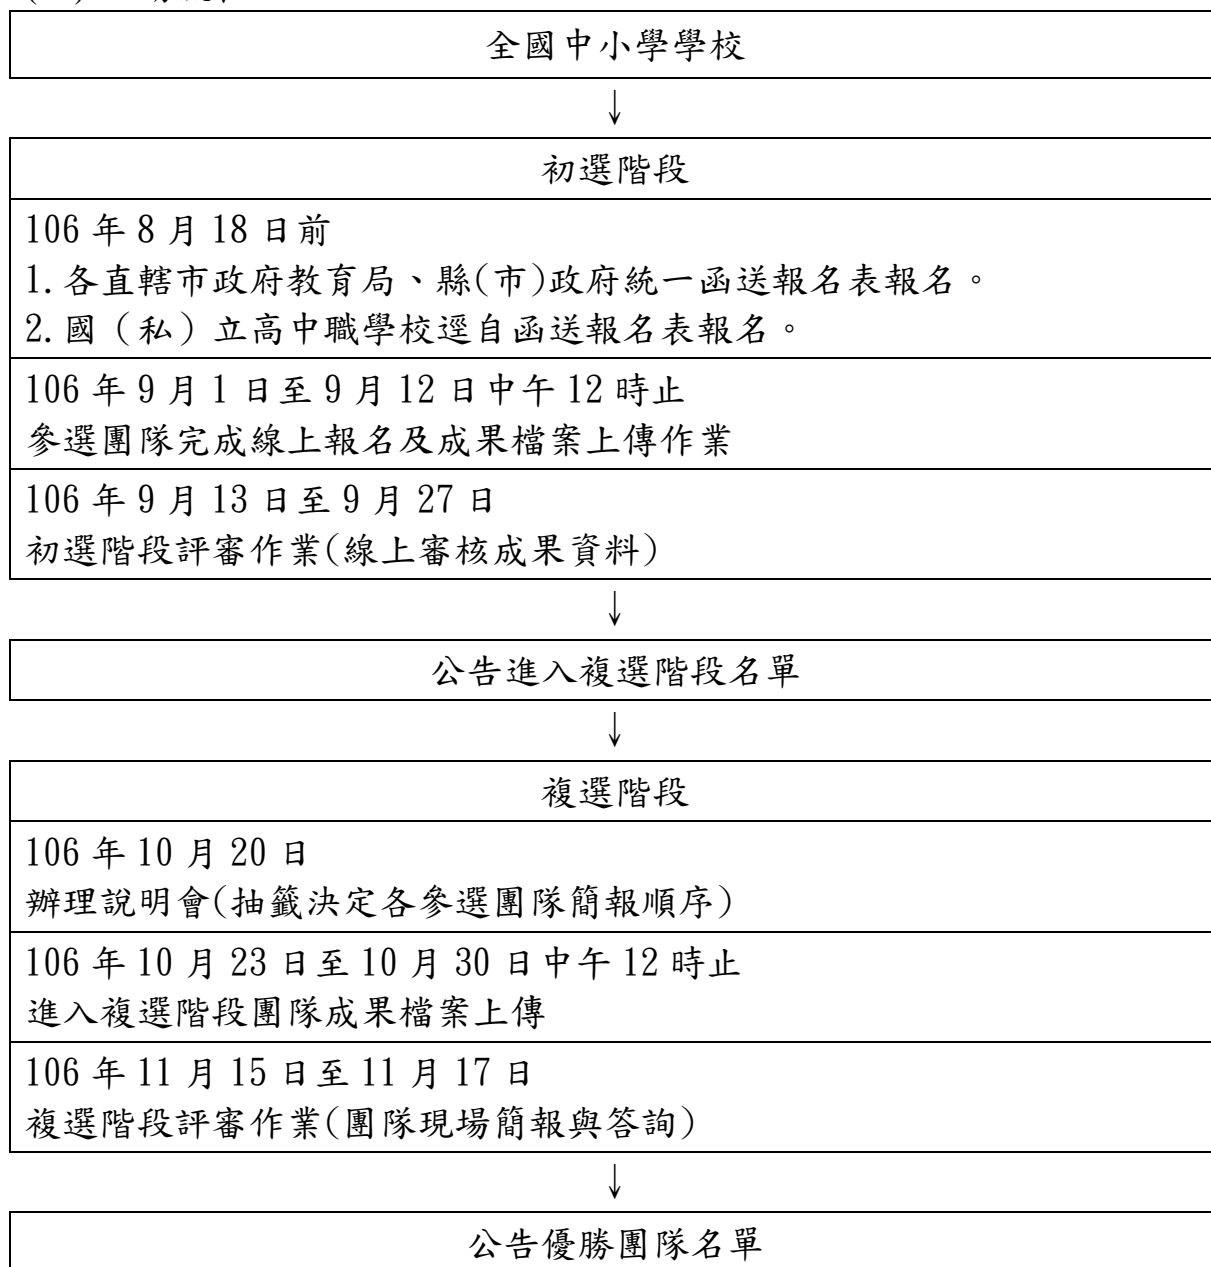 全國中小學學校
↓
初選階段
106 年 8 月 18 日前
1.各直轄市政府教育局、縣(市)政府統一函送報名表報名。
2.國（私）立高中職學校逕自函送報名表報名。
106 年 9 月 1 日至 9 月 12 日中午 12 時止
參選團隊完成線上報名及成果檔案上傳作業
106 年 9 月 13 日至 9 月 27 日
初選階段評審作業(線上審核成果資料)
↓
公告進入複選階段名單
↓
複選階段
106 年 10 月 20 日
辦理說明會(抽籤決定各參選團隊簡報順序)
106 年 10 月 23 日至 10 月 30 日中午 12 時止
進入複選階段團隊成果檔案上傳
106 年 11 月 15 日至 11 月 17 日
複選階段評審作業(團隊現場簡報與答詢)
↓
公告優勝團隊名單